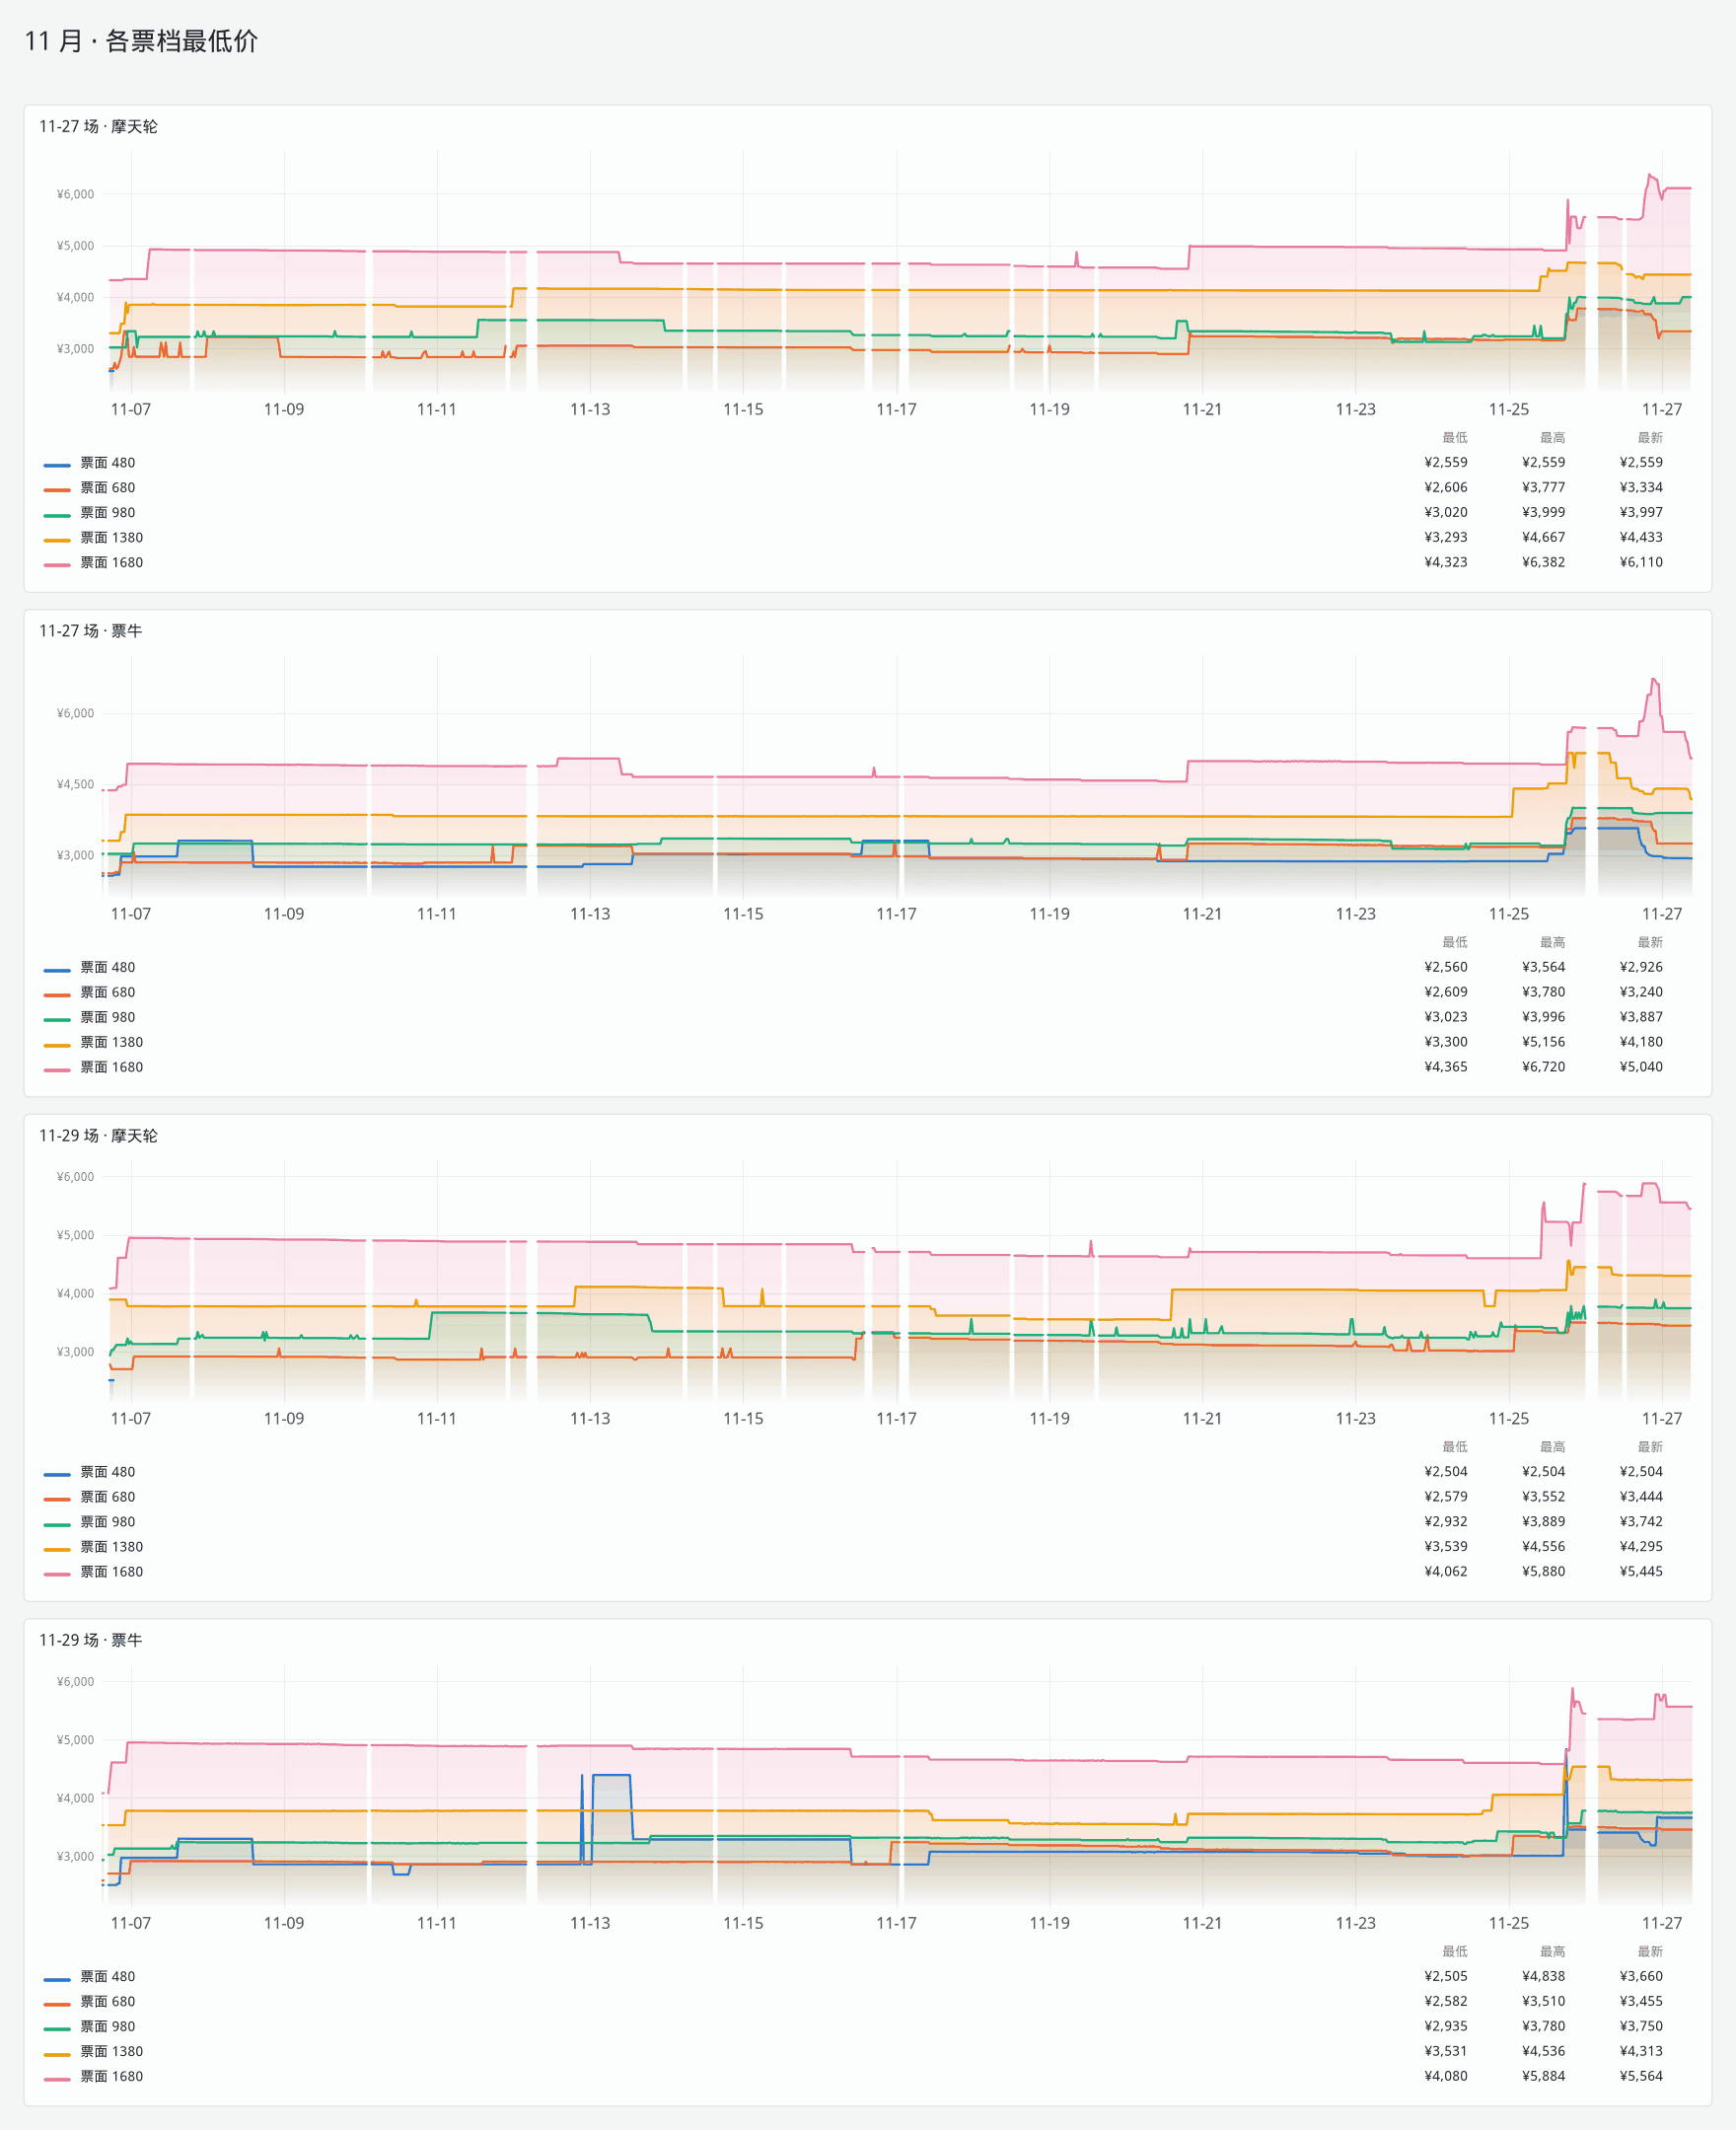 11 月 · 各票档最低价
11-27 场 · 摩天轮
¥6,000
¥5,000
¥4,000
¥3,000
11-07 11-09 11-11 11-13 11-15 11-17 11-19 11-21 11-23 11-25 11-27
最低 最高 最新
票面 480 ¥2,559 ¥2,559 ¥2,559
票面 680 ¥2,606 ¥3,777 ¥3,334
票面 980 ¥3,020 ¥3,999 ¥3,997
票面 1380 ¥3,293 ¥4,667 ¥4,433
票面 1680 ¥4,323 ¥6,382 ¥6,110
11-27 场 · 票牛
¥6,000
¥4,500
¥3,000
11-07 11-09 11-11 11-13 11-15 11-17 11-19 11-21 11-23 11-25 11-27
最低 最高 最新
票面 480 ¥2,560 ¥3,564 ¥2,926
票面 680 ¥2,609 ¥3,780 ¥3,240
票面 980 ¥3,023 ¥3,996 ¥3,887
票面 1380 ¥3,300 ¥5,156 ¥4,180
票面 1680 ¥4,365 ¥6,720 ¥5,040
11-29 场 · 摩天轮
¥6,000
¥5,000
¥4,000
¥3,000
11-07 11-09 11-11 11-13 11-15 11-17 11-19 11-21 11-23 11-25 11-27
最低 最高 最新
票面 480 ¥2,504 ¥2,504 ¥2,504
票面 680 ¥2,579 ¥3,552 ¥3,444
票面 980 ¥2,932 ¥3,889 ¥3,742
票面 1380 ¥3,539 ¥4,556 ¥4,295
票面 1680 ¥4,062 ¥5,880 ¥5,445
11-29 场 · 票牛
¥6,000
¥5,000
¥4,000
¥3,000
11-07 11-09 11-11 11-13 11-15 11-17 11-19 11-21 11-23 11-25 11-27
最低 最高 最新
票面 480 ¥2,505 ¥4,838 ¥3,660
票面 680 ¥2,582 ¥3,510 ¥3,455
票面 980 ¥2,935 ¥3,780 ¥3,750
票面 1380 ¥3,531 ¥4,536 ¥4,313
票面 1680 ¥4,080 ¥5,884 ¥5,564